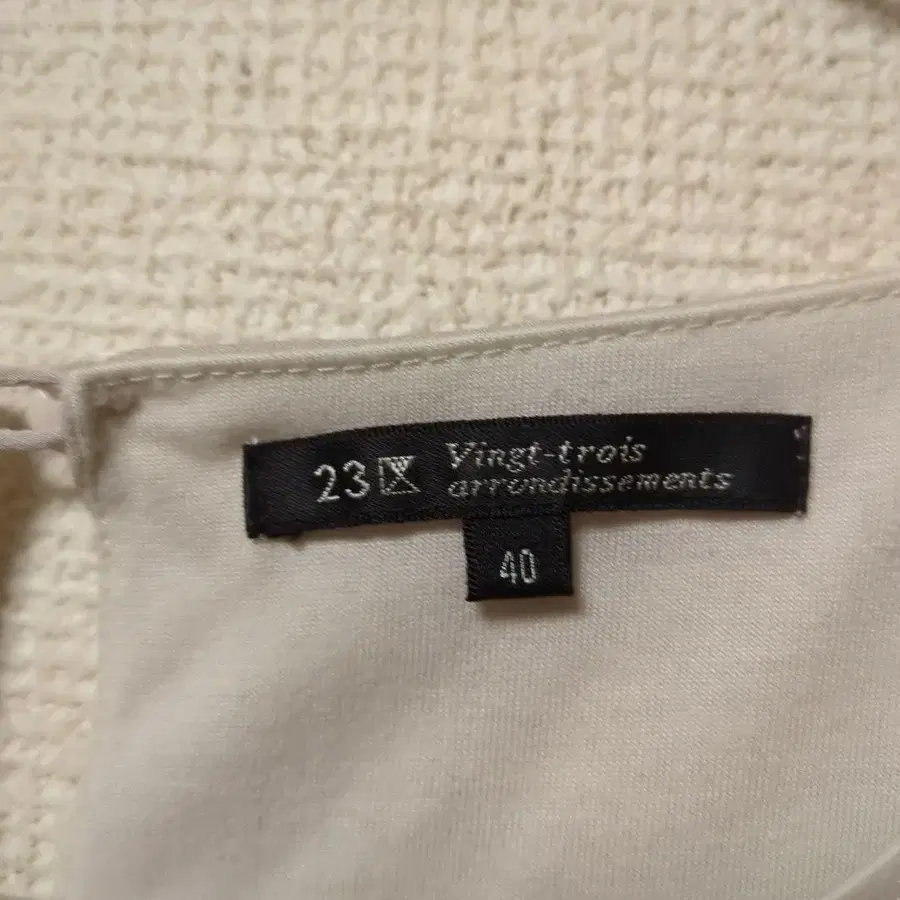 23
Vingt-trois
arrondissements
40